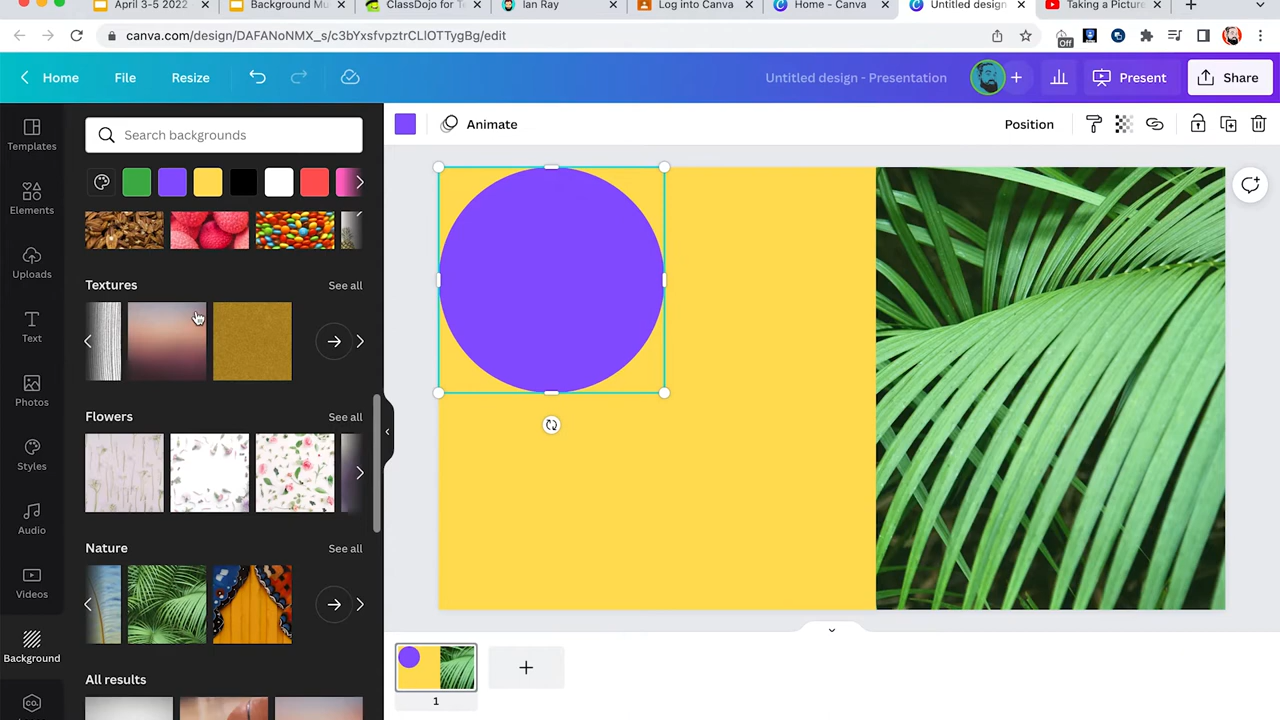 April 3-5 2022
Background Mu
ClassDojo for T
Ian Ray
Log into Canva
Home - Canva
Untitled design
Taking a Picture
canva.com/design/DAFANoNMX_s/c3bYxsfvpztrCLlOTTygBg/edit
Off
Home
File
Resize
Untitled design - Presentation
Present
Share
Templates
Elements
Uploads
Text
Photos
Styles
Audio
Videos
Background
co.
Search backgrounds
Textures
See all
Flowers
See all
Nature
See all
All results
Animate
Position
1